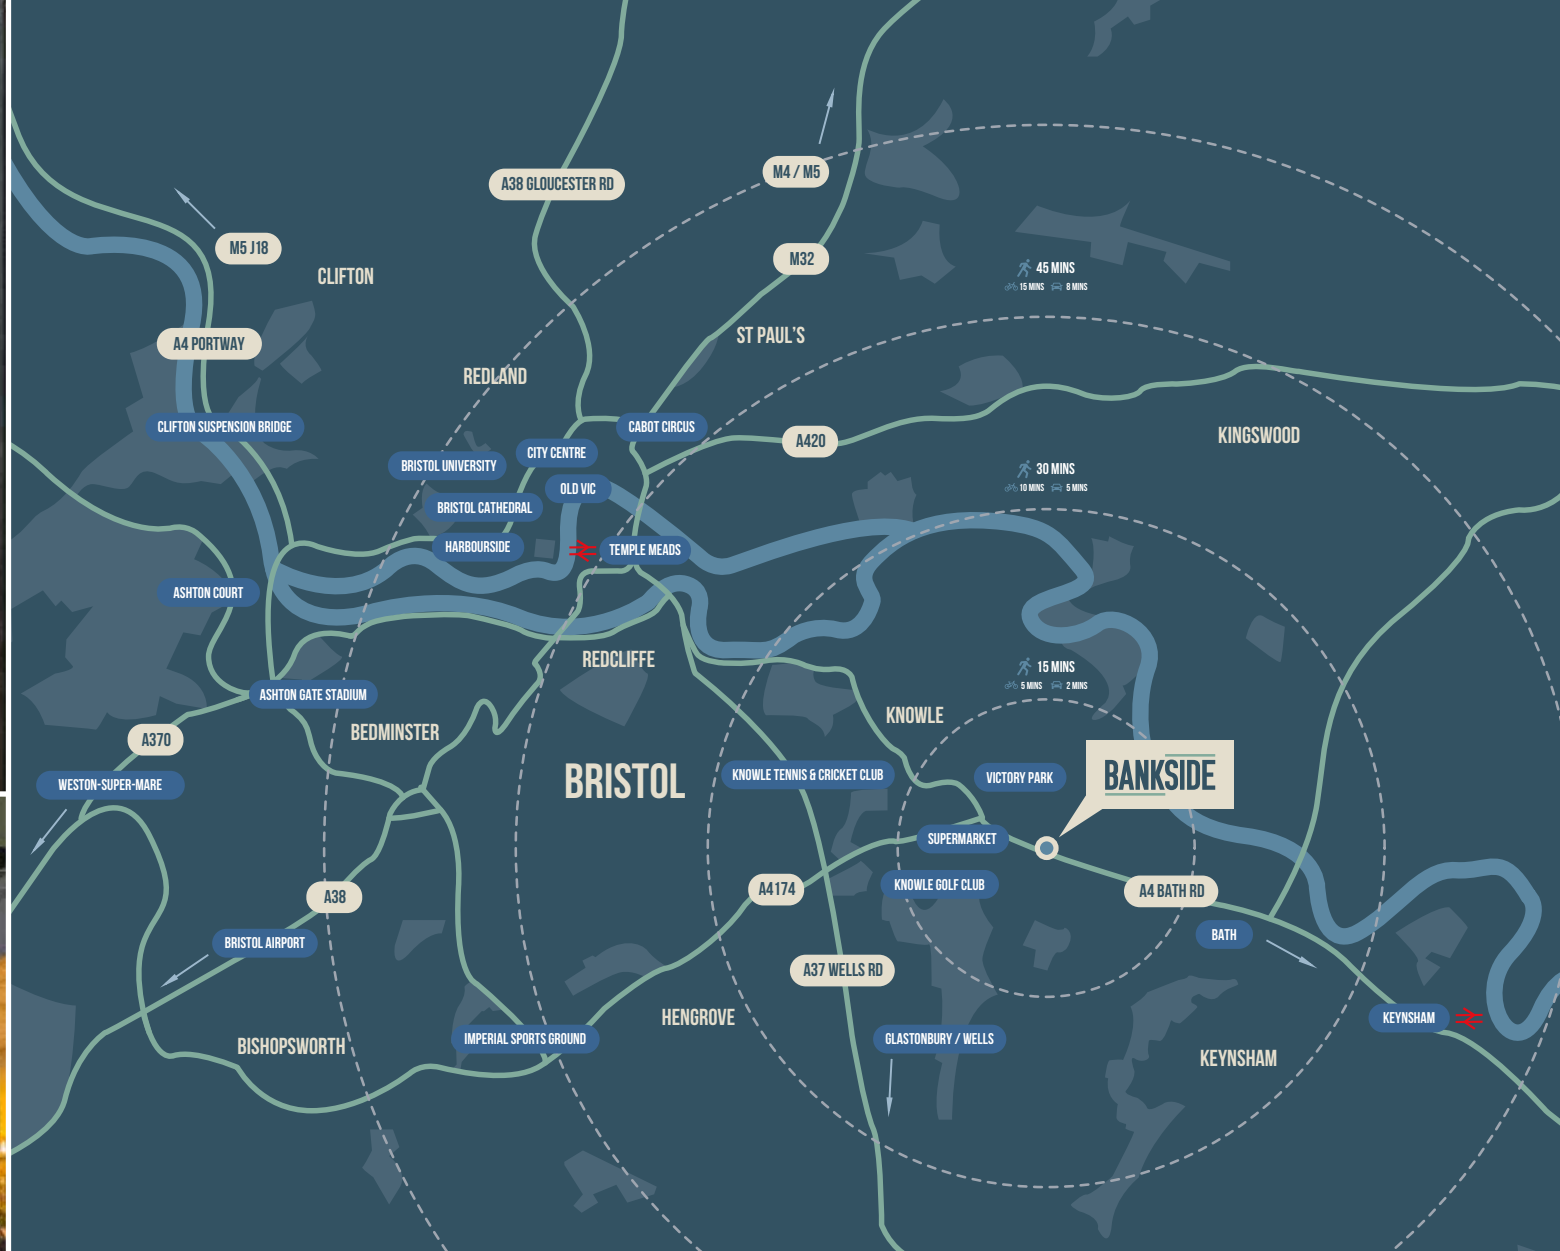 A38 GLOUCESTER RD
M4 / M5
M5 J18
M32
CLIFTON
45 MINS
15 MINS 8 MINS
A4 PORTWAY
ST PAUL'S
REDLAND
CLIFTON SUSPENSION BRIDGE
CABOT CIRCUS
A420
KINGSWOOD
CITY CENTRE
BRISTOL UNIVERSITY
30 MINS
10 MINS 5 MINS
OLD VIC
BRISTOL CATHEDRAL
HARBOURSIDE
TEMPLE MEADS
ASHTON COURT
REDCLIFFE
15 MINS
5 MINS 2 MINS
ASHTON GATE STADIUM
KNOWLE
BEDMINSTER
A370
BRISTOL
KNOWLE TENNIS & CRICKET CLUB
VICTORY PARK
BANKSIDE
WESTON-SUPER-MARE
SUPERMARKET
A4174
KNOWLE GOLF CLUB
A4 BATH RD
A38
BRISTOL AIRPORT
BATH
A37 WELLS RD
HENGROVE
KEYNSHAM
IMPERIAL SPORTS GROUND
GLASTONBURY / WELLS
BISHOPSWORTH
KEYNSHAM